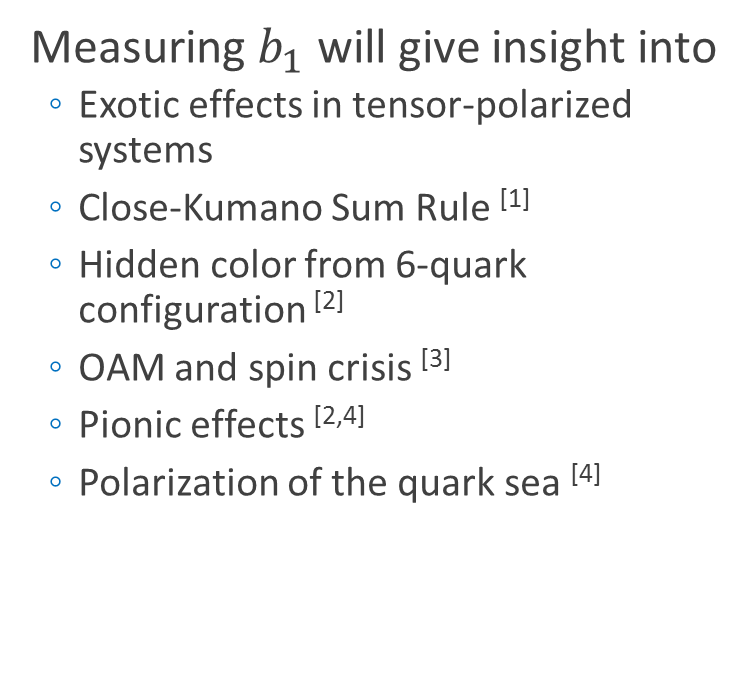 Measuring b₁ will give insight into
◦ Exotic effects in tensor-polarized
systems
◦ Close-Kumano Sum Rule [1]
◦ Hidden color from 6-quark
configuration [2]
◦ OAM and spin crisis [3]
◦ Pionic effects [2,4]
◦ Polarization of the quark sea [4]